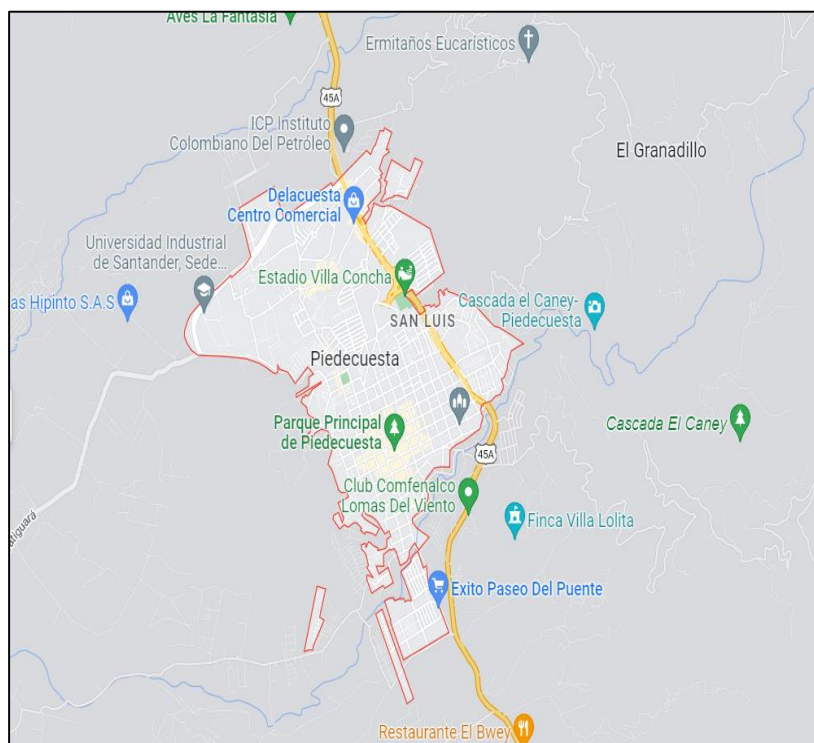 Aves La Fantasía
Ermitaños Eucarísticos
45A
ICP Instituto
Colombiano Del Petróleo
El Granadillo
Delacuesta
Centro Comercial
Universidad Industrial
de Santander, Sede...
Estadio Villa Concha
Cascada el Caney-
Piedecuesta
as Hipinto S.A.S
SAN LUIS
Piedecuesta
Parque Principal
de Piedecuesta
Cascada El Caney
45A
Club Comfenalco
Lomas Del Viento
Finca Villa Lolita
Exito Paseo Del Puente
Restaurante El Bwey